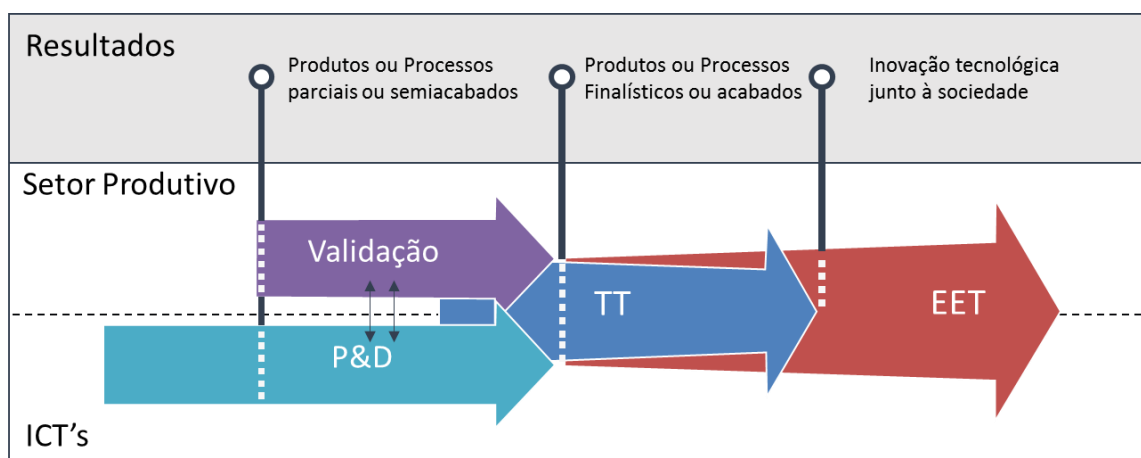 Resultados
Produtos ou Processos
parciais ou semiacabados
Produtos ou Processos
Finalísticos ou acabados
Inovação tecnológica
junto à sociedade
Setor Produtivo
Validação
TT
EET
P&D
ICT's